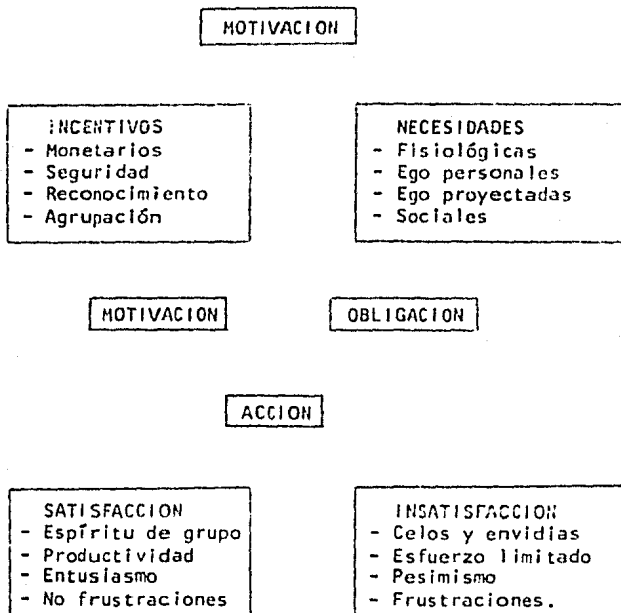 MOTIVACION
INCENTIVOS
- Monetarios
- Seguridad
- Reconocimiento
- Agrupación
NECESIDADES
- Fisiológicas
- Ego personales
- Ego proyectadas
- Sociales
MOTIVACION
OBLIGACION
ACCION
SATISFACCION
- Espíritu de grupo
- Productividad
- Entusiasmo
- No frustraciones
INSATISFACCION
- Celos y envidias
- Esfuerzo limitado
- Pesimismo
- Frustraciones.